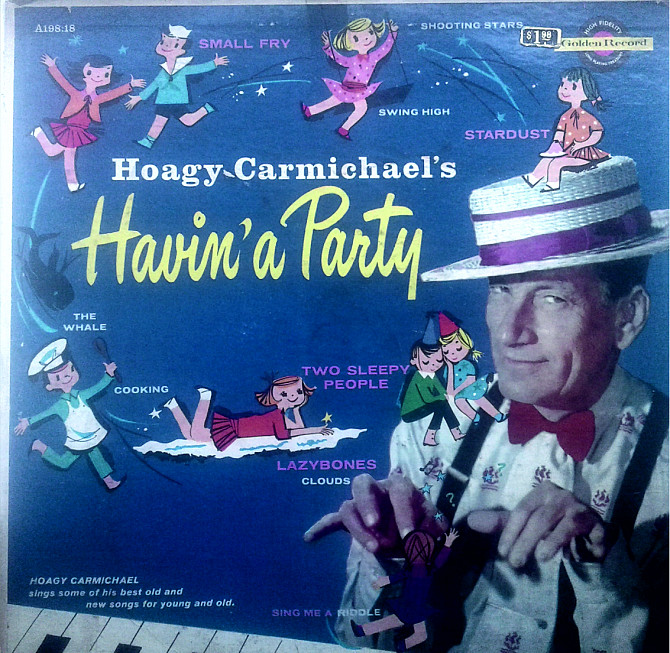 A198:18
SMALL FRY
SHOOTING STARS
$1.98
HIGH FIDELITY
Golden Record
SWING HIGH
STARDUST
Hoagy Carmichael's
Havin' a Party
THE
WHALE
COOKING
TWO SLEEPY
PEOPLE
LAZYBONES
CLOUDS
HOAGY CARMICHAEL
sings some of his best old and
new songs for young and old.
SING ME A RIDDLE